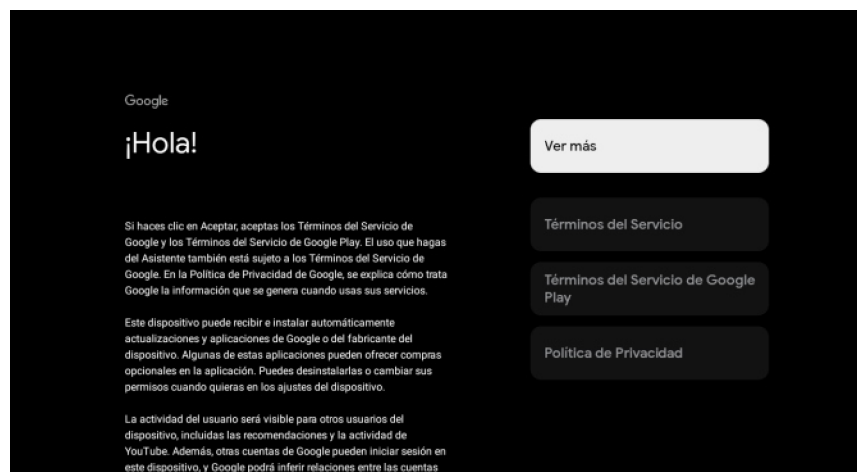 Google
¡Hola!
Si haces clic en Aceptar, aceptas los Términos del Servicio de
Google y los Términos del Servicio de Google Play. El uso que hagas
del Asistente también está sujeto a los Términos del Servicio de
Google. En la Política de Privacidad de Google, se explica cómo trata
Google la información que se genera cuando usas sus servicios.
Este dispositivo puede recibir e instalar automáticamente
actualizaciones y aplicaciones de Google o del fabricante del
dispositivo. Algunas de estas aplicaciones pueden ofrecer compras
opcionales en la aplicación. Puedes desinstalarlas o cambiar sus
permisos cuando quieras en los ajustes del dispositivo.
La actividad del usuario será visible para otros usuarios del
dispositivo, incluidas las recomendaciones y la actividad de
YouTube. Además, otras cuentas de Google pueden iniciar sesión en
este dispositivo, y Google podrá inferir relaciones entre las cuentas
Ver más
Términos del Servicio
Términos del Servicio de Google
Play
Política de Privacidad